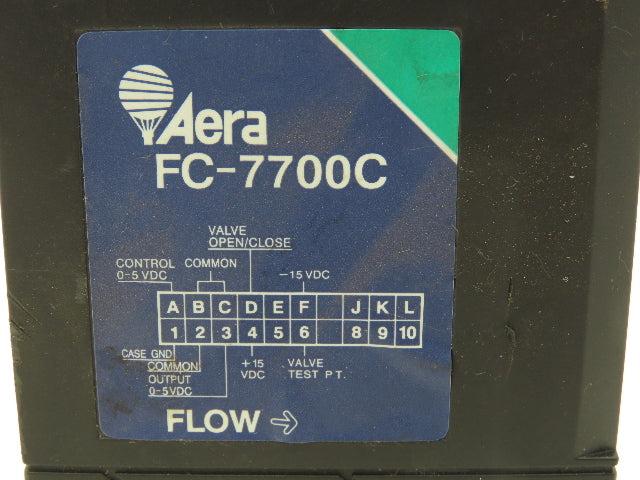 Aera
FC-7700C
VALVE
OPEN/CLOSE
CONTROL COMMON -15 VDC
0-5 VDC
A B C D E F J K L
1 2 3 4 5 6 8 9 10
CASE GND
COMMON
OUTPUT
0-5VDC
+15
VDC
VALVE
TEST PT.
FLOW →